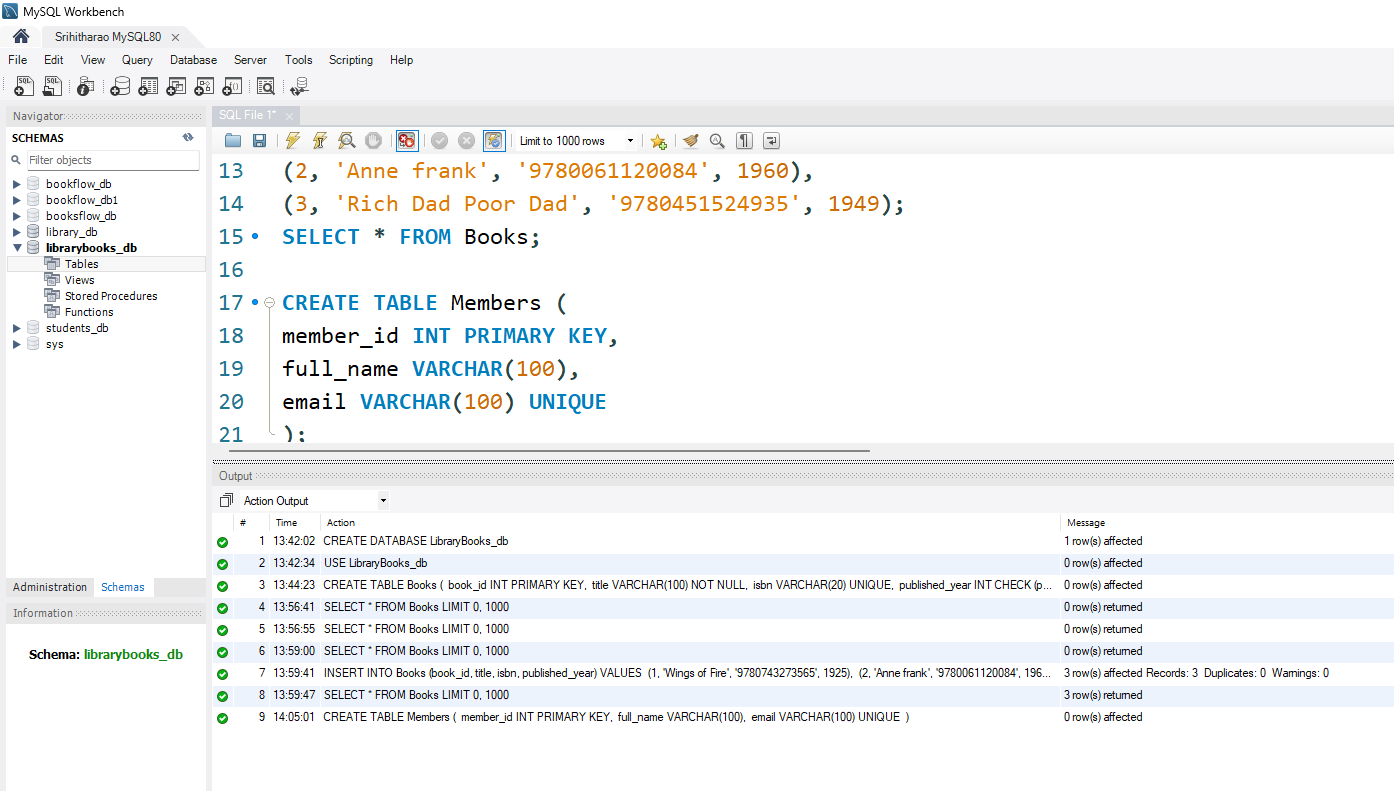 MySQL Workbench
Srihitharao MySQL80 ×
File Edit View Query Database Server Tools Scripting Help
Navigator
SCHEMAS
Filter objects
bookflow_db
bookflow_db1
booksflow_db
library_db
librarybooks_db
Tables
Views
Stored Procedures
Functions
students_db
sys
Administration Schemas
Information
Schema: librarybooks_db
SQL File 1* ×
Limit to 1000 rows
13 (2, 'Anne frank', '9780061120084', 1960),
14 (3, 'Rich Dad Poor Dad', '9780451524935', 1949);
15 SELECT * FROM Books;
16
17 CREATE TABLE Members (
18 member_id INT PRIMARY KEY,
19 full_name VARCHAR(100),
20 email VARCHAR(100) UNIQUE
21 );
Output
Action Output
# Time Action Message
1 13:42:02 CREATE DATABASE LibraryBooks_db 1 row(s) affected
2 13:42:34 USE LibraryBooks_db 0 row(s) affected
3 13:44:23 CREATE TABLE Books ( book_id INT PRIMARY KEY, title VARCHAR(100) NOT NULL, isbn VARCHAR(20) UNIQUE, published_year INT CHECK (p... 0 row(s) affected
4 13:56:41 SELECT * FROM Books LIMIT 0, 1000 0 row(s) returned
5 13:56:55 SELECT * FROM Books LIMIT 0, 1000 0 row(s) returned
6 13:59:00 SELECT * FROM Books LIMIT 0, 1000 0 row(s) returned
7 13:59:41 INSERT INTO Books (book_id, title, isbn, published_year) VALUES (1, 'Wings of Fire', '9780743273565', 1925), (2, 'Anne frank', '9780061120084', 196... 3 row(s) affected Records: 3 Duplicates: 0 Warnings: 0
8 13:59:47 SELECT * FROM Books LIMIT 0, 1000 3 row(s) returned
9 14:05:01 CREATE TABLE Members ( member_id INT PRIMARY KEY, full_name VARCHAR(100), email VARCHAR(100) UNIQUE ) 0 row(s) affected